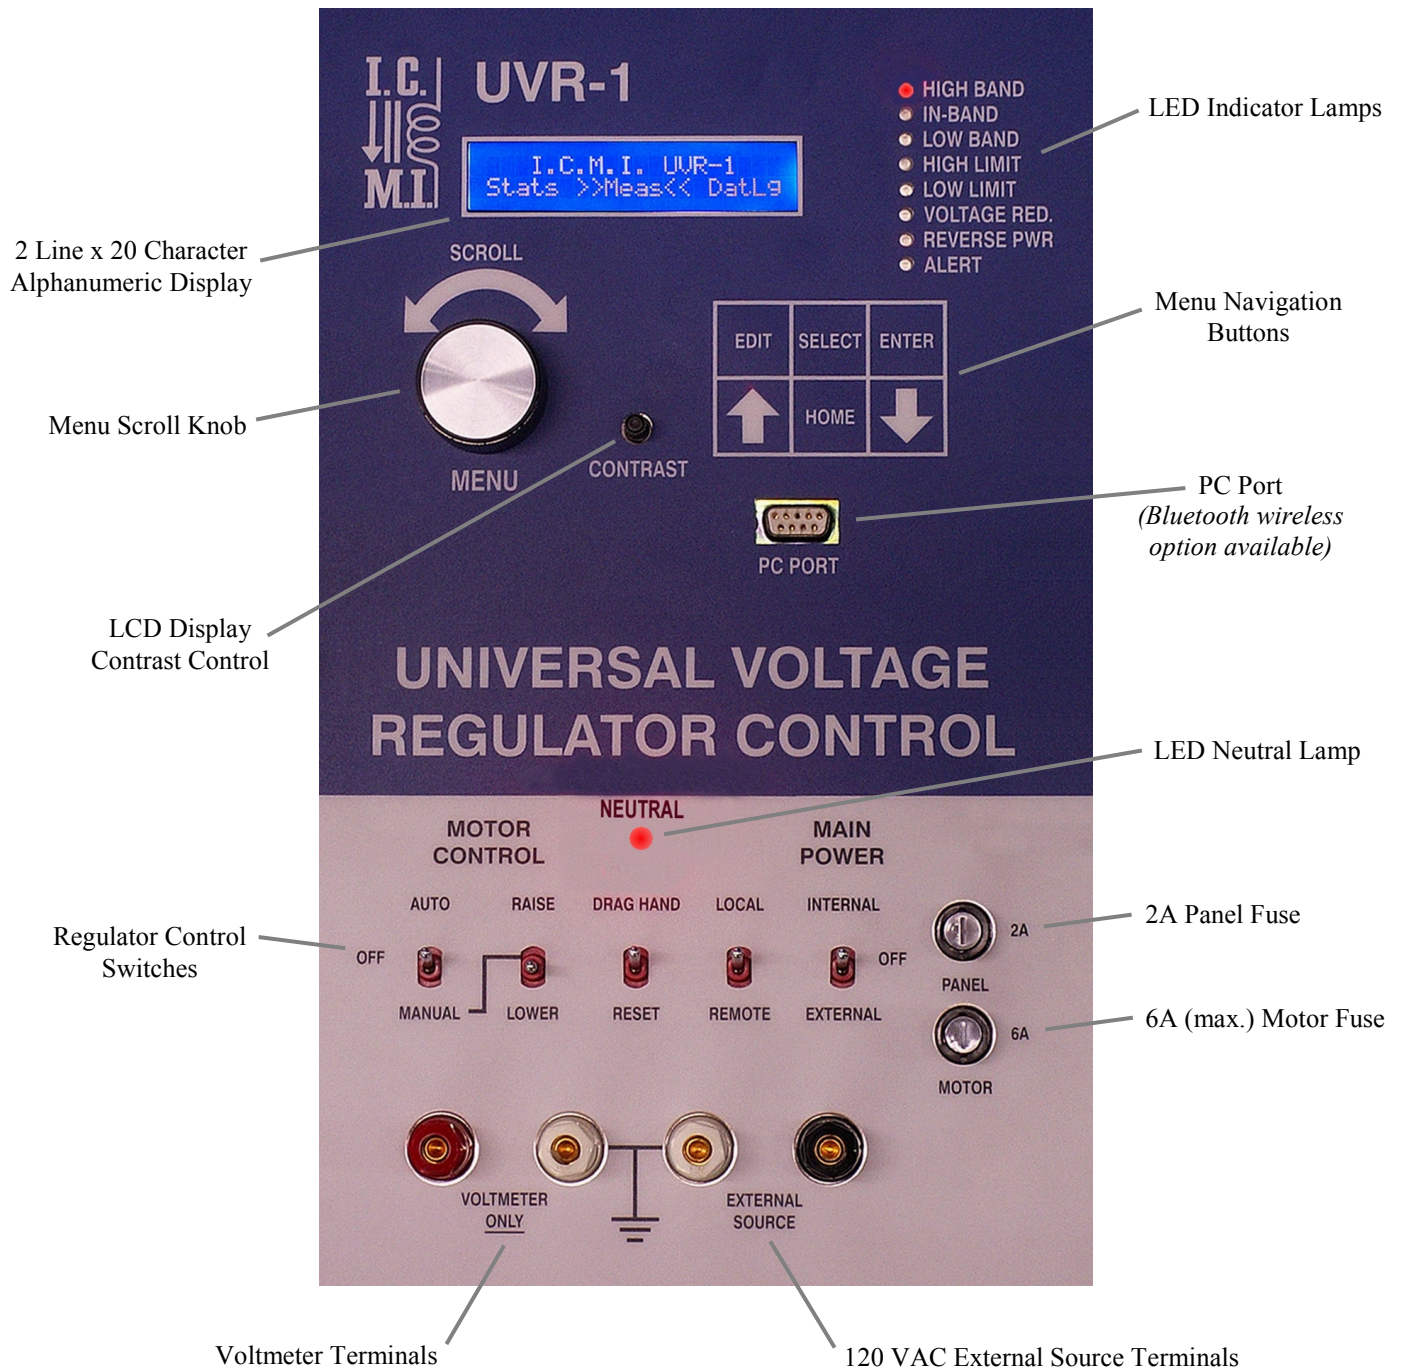 I.C.
M.I.
UVR-1
I.C.M.I. UVR-1
Stats >>Meas<< DatLg
HIGH BAND
IN-BAND
LOW BAND
HIGH LIMIT
LOW LIMIT
VOLTAGE RED.
REVERSE PWR
ALERT
LED Indicator Lamps
2 Line x 20 Character
Alphanumeric Display
SCROLL
MENU
Menu Scroll Knob
CONTRAST
EDIT
SELECT
ENTER
HOME
Menu Navigation
Buttons
PC PORT
PC Port
(Bluetooth wireless
option available)
LCD Display
Contrast Control
UNIVERSAL VOLTAGE
REGULATOR CONTROL
LED Neutral Lamp
NEUTRAL
MOTOR
CONTROL
MAIN
POWER
AUTO
RAISE
DRAG HAND
LOCAL
INTERNAL
OFF
OFF
MANUAL
LOWER
RESET
REMOTE
EXTERNAL
Regulator Control
Switches
2A
PANEL
2A Panel Fuse
6A
MOTOR
6A (max.) Motor Fuse
VOLTMETER
ONLY
EXTERNAL
SOURCE
Voltmeter Terminals
120 VAC External Source Terminals